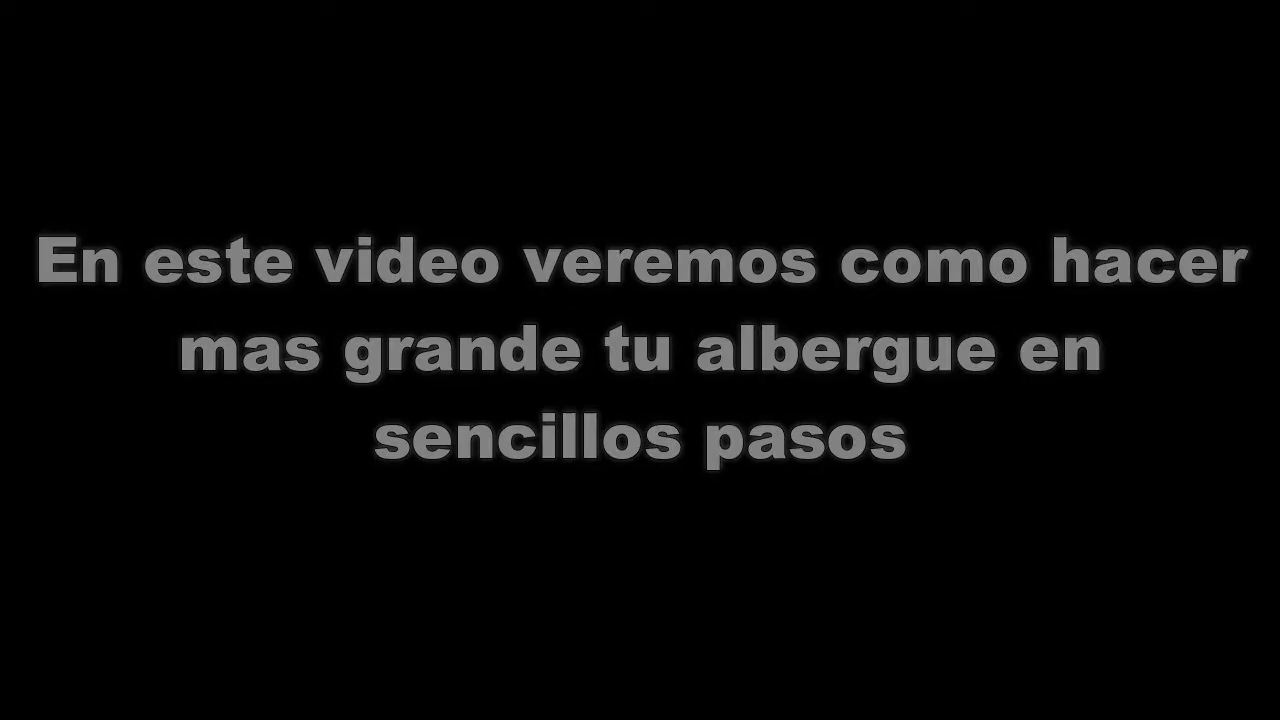 En este video veremos como hacer
mas grande tu albergue en
sencillos pasos